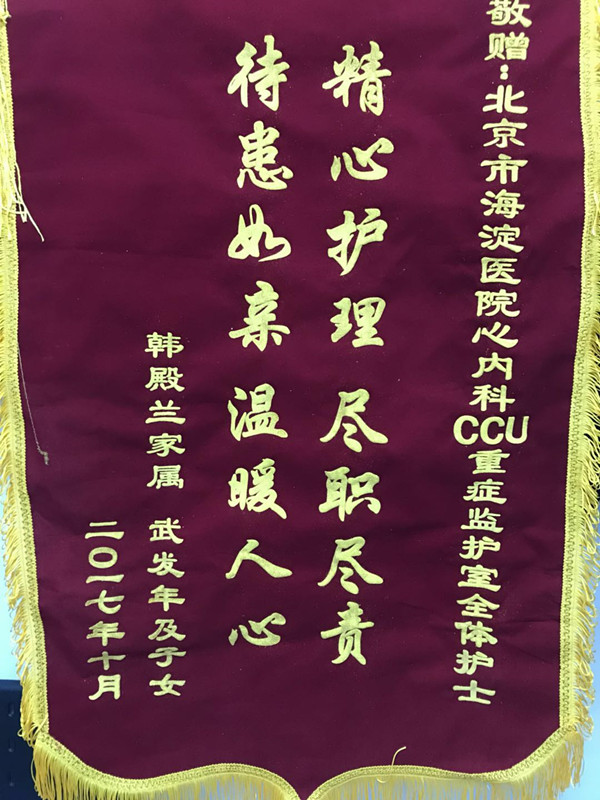 敬赠:北京市海淀医院心内科CCU重症监护室全体护士
精心护理 尽职尽责
待患如亲 温暖人心
韩殿兰家属 武发年及子女
二〇一七年十月